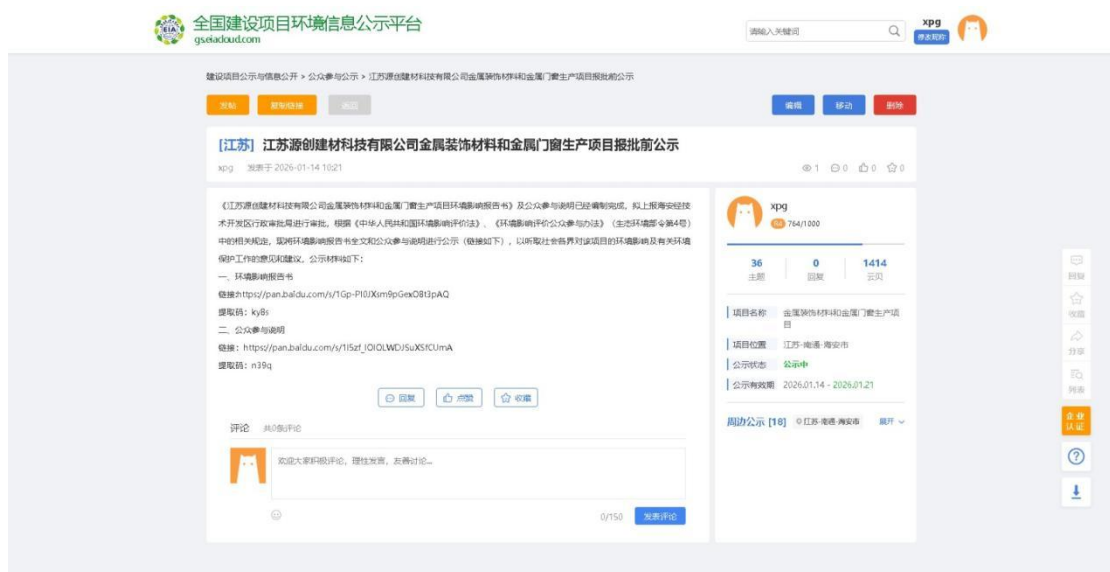 全国建设项目环境信息公示平台
gseiacloud.com
请输入关键词
xpg
修改昵称
建设项目公示与信息公开 > 公众参与公示 > 江苏源创建材科技有限公司金属装饰材料和金属门窗生产项目报批前公示
发帖
复制链接
返回
编辑
移动
删除
[江苏] 江苏源创建材科技有限公司金属装饰材料和金属门窗生产项目报批前公示
xpg 发表于 2026-01-14 10:21
1 0 0 0
《江苏源创建材科技有限公司金属装饰材料和金属门窗生产项目环境影响报告书》及公众参与说明已经编制完成，拟上报海安经技
术开发区行政审批局进行审批，根据《中华人民共和国环境影响评价法》、《环境影响评价公众参与办法》（生态环境部令第4号）
中的相关规定，现将环境影响报告书全文和公众参与说明进行公示（链接如下），以听取社会各界对该项目的环境影响及有关环境
保护工作的意见和建议，公示材料如下：
一、环境影响报告书
链接:https://pan.baidu.com/s/1Gp-PI0JXsm9pGexO8t3pAQ
提取码：ky8s
二、公众参与说明
链接：https://pan.baidu.com/s/1I5zf_IOIOLWDJSuXSfCUmA
提取码：n39q
回复
点赞
收藏
评论 共0条评论
欢迎大家积极评论，理性发言，友善讨论~
0/150
发表评论
xpg
764/1000
36
主题
0
回复
1414
云贝
项目名称 金属装饰材料和金属门窗生产项
目
项目位置 江苏-南通-海安市
公示状态 公示中
公示有效期 2026.01.14 - 2026.01.21
周边公示 [18] 江苏-南通-海安市 展开
回复
收藏
分享
列表
企业
认证